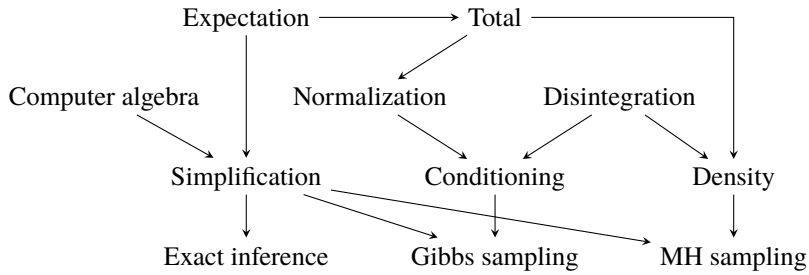 Expectation Total
Computer algebra Normalization Disintegration
Simplification Conditioning Density
Exact inference Gibbs sampling MH sampling